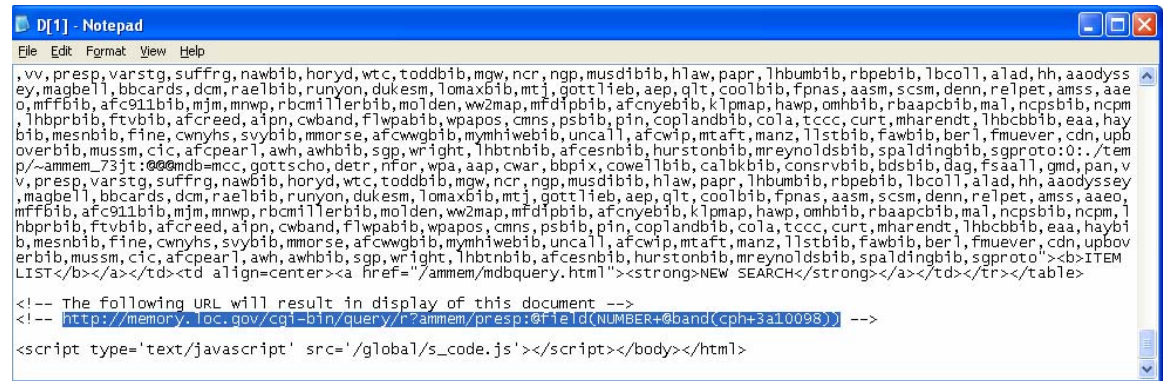 D[1] - Notepad
File Edit Format View Help
,vv,presp,varstg,suffrg,nawbib,horyd,wtc,toddbib,mgw,ncr,ngp,musdibib,hlaw,papr,lhbumbib,rbpebib,lbcoll,alad,hh,aaodyss
ey,magbell,bbcards,dcm,raelbib,runyon,dukesm,lomaxbib,mtj,gottlieb,aep,qlt,coolbib,fpnas,aasm,scsm,denn,relpet,amss,aae
o,mffbib,afc911bib,mjm,mnwp,rbcmillerbib,molden,ww2map,mfdipbib,afcnyebib,klpmap,hawp,omhbib,rbaapcbib,mal,ncpsbib,ncpm
,lhbprbib,ftvbib,afcreed,aipn,cwband,flwpabib,wpapos,cmns,psbib,pin,coplandbib,cola,tccc,curt,mharendt,lhbcbbib,eaa,hay
bib,mesnbib,fine,cwnyhs,svybib,mmorse,afcwwgbib,mymhiwebib,uncall,afcwip,mtaft,manz,llstbib,fawbib,berl,fmuever,cdn,upb
overbib,mussm,cic,afcpearl,awh,awhbib,sgp,wright,lhbtnbib,afcesnbib,hurstonbib,mreynoldsbib,spaldingbib,sgproto:0:./tem
p/~ammem_73jt:@@@mdb=mcc,gottscho,detr,nfor,wpa,aap,cwar,bbpix,cowellbib,calbkbib,consrvbib,bdsbib,dag,fsaall,gmd,pan,v
v,presp,varstg,suffrg,nawbib,horyd,wtc,toddbib,mgw,ncr,ngp,musdibib,hlaw,papr,lhbumbib,rbpebib,lbcoll,alad,hh,aaodyssey
,magbell,bbcards,dcm,raelbib,runyon,dukesm,lomaxbib,mtj,gottlieb,aep,qlt,coolbib,fpnas,aasm,scsm,denn,relpet,amss,aaeo,
mffbib,afc911bib,mjm,mnwp,rbcmillerbib,molden,ww2map,mfdipbib,afcnyebib,klpmap,hawp,omhbib,rbaapcbib,mal,ncpsbib,ncpm,l
hbprbib,ftvbib,afcreed,aipn,cwband,flwpabib,wpapos,cmns,psbib,pin,coplandbib,cola,tccc,curt,mharendt,lhbcbbib,eaa,haybi
b,mesnbib,fine,cwnyhs,svybib,mmorse,afcwwgbib,mymhiwebib,uncall,afcwip,mtaft,manz,llstbib,fawbib,berl,fmuever,cdn,upbov
erbib,mussm,cic,afcpearl,awh,awhbib,sgp,wright,lhbtnbib,afcesnbib,hurstonbib,mreynoldsbib,spaldingbib,sgproto"><b>ITEM
LIST</b></a></td><td align=center><a href="/ammem/mdbquery.html"><strong>NEW SEARCH</strong></a></td></tr></table>
<!-- The following URL will result in display of this document -->
<!-- http://memory.loc.gov/cgi-bin/query/r?ammem/presp:@field(NUMBER+@band(cph+3a10098)) -->
<script type='text/javascript' src='/global/s_code.js'></script></body></html>